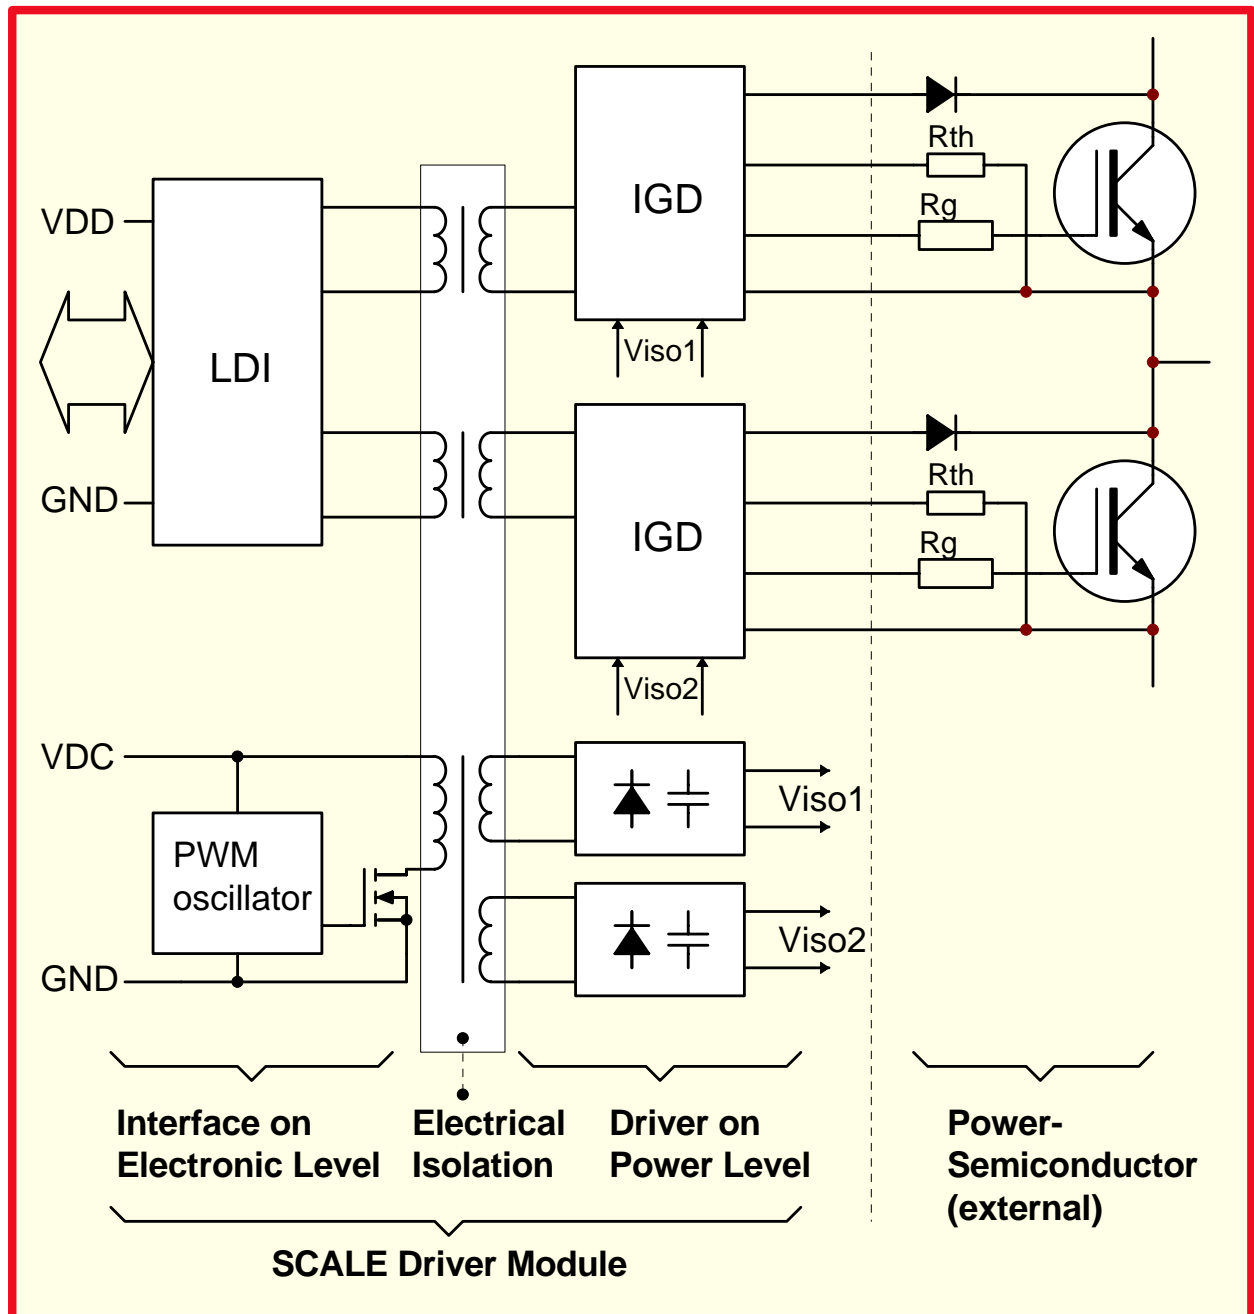 IGD
Rth
Rg
VDD
LDI
GND
Viso1
IGD
Rth
Rg
Viso2
VDC
PWM
oscillator
GND
Viso1
Viso2
Interface on
Electronic Level
Electrical
Isolation
Driver on
Power Level
Power-
Semiconductor
(external)
SCALE Driver Module